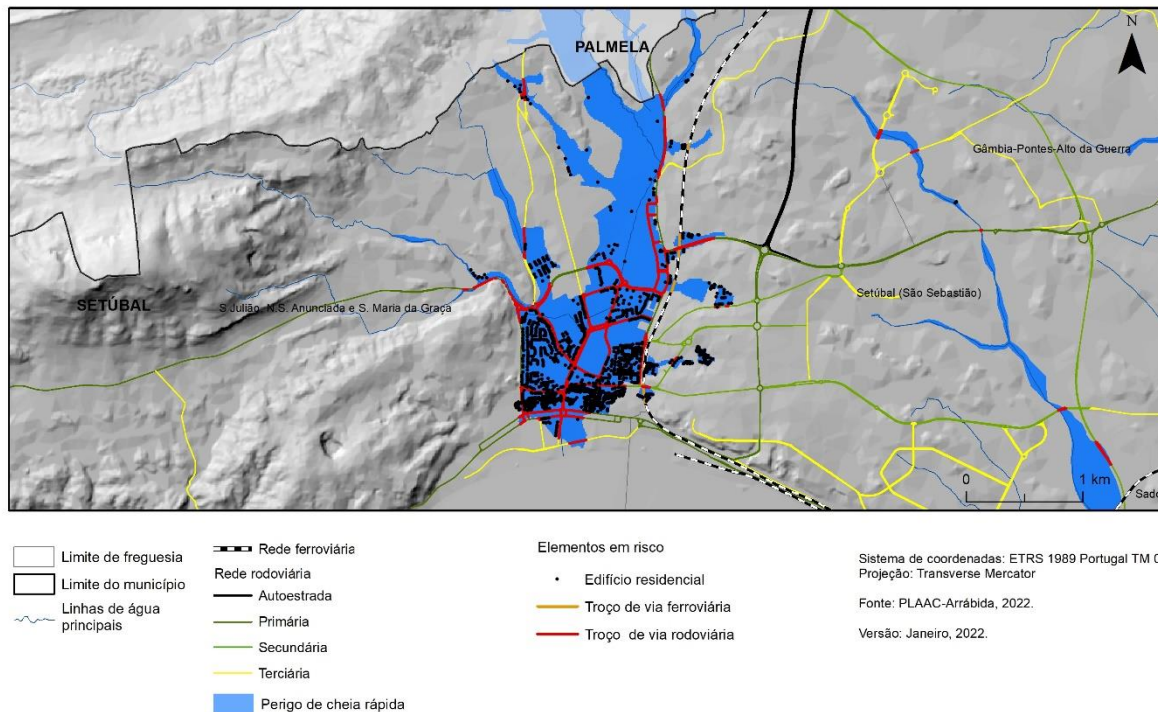 PALMELA
N
Gâmbia-Pontes-Alto da Guerra
SETÚBAL
S Julião, N.S. Anunciada e S. Maria da Graça
Setúbal (São Sebastião)
0 1 km
Sado
Limite de freguesia
Limite do município
Linhas de água
principais
Rede ferroviária
Rede rodoviária
Autoestrada
Primária
Secundária
Terciária
Perigo de cheia rápida
Elementos em risco
Edifício residencial
Troço de via ferroviária
Troço de via rodoviária
Sistema de coordenadas: ETRS 1989 Portugal TM 0
Projeção: Transverse Mercator
Fonte: PLAAC-Arrábida, 2022.
Versão: Janeiro, 2022.